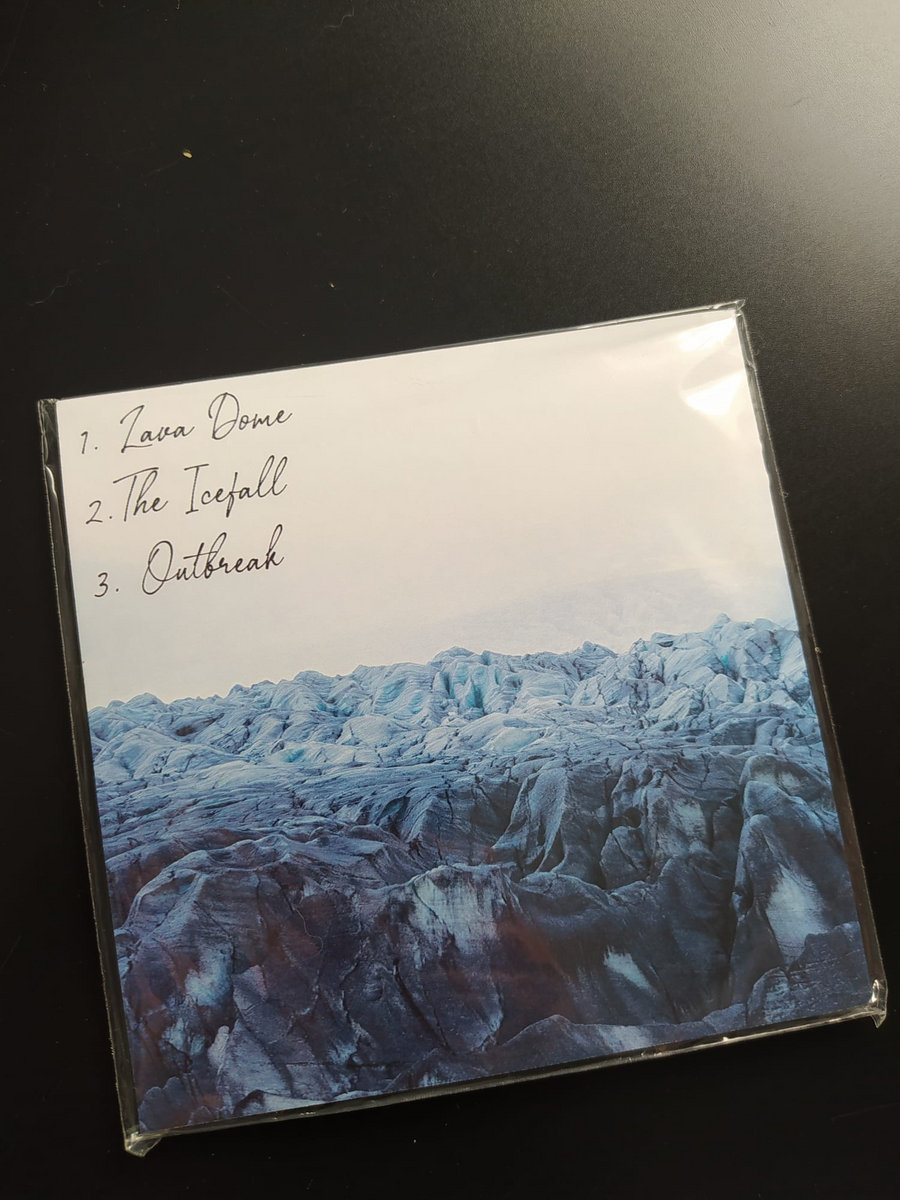 1. Lava Dome
2. The Icefall
3. Outbreak